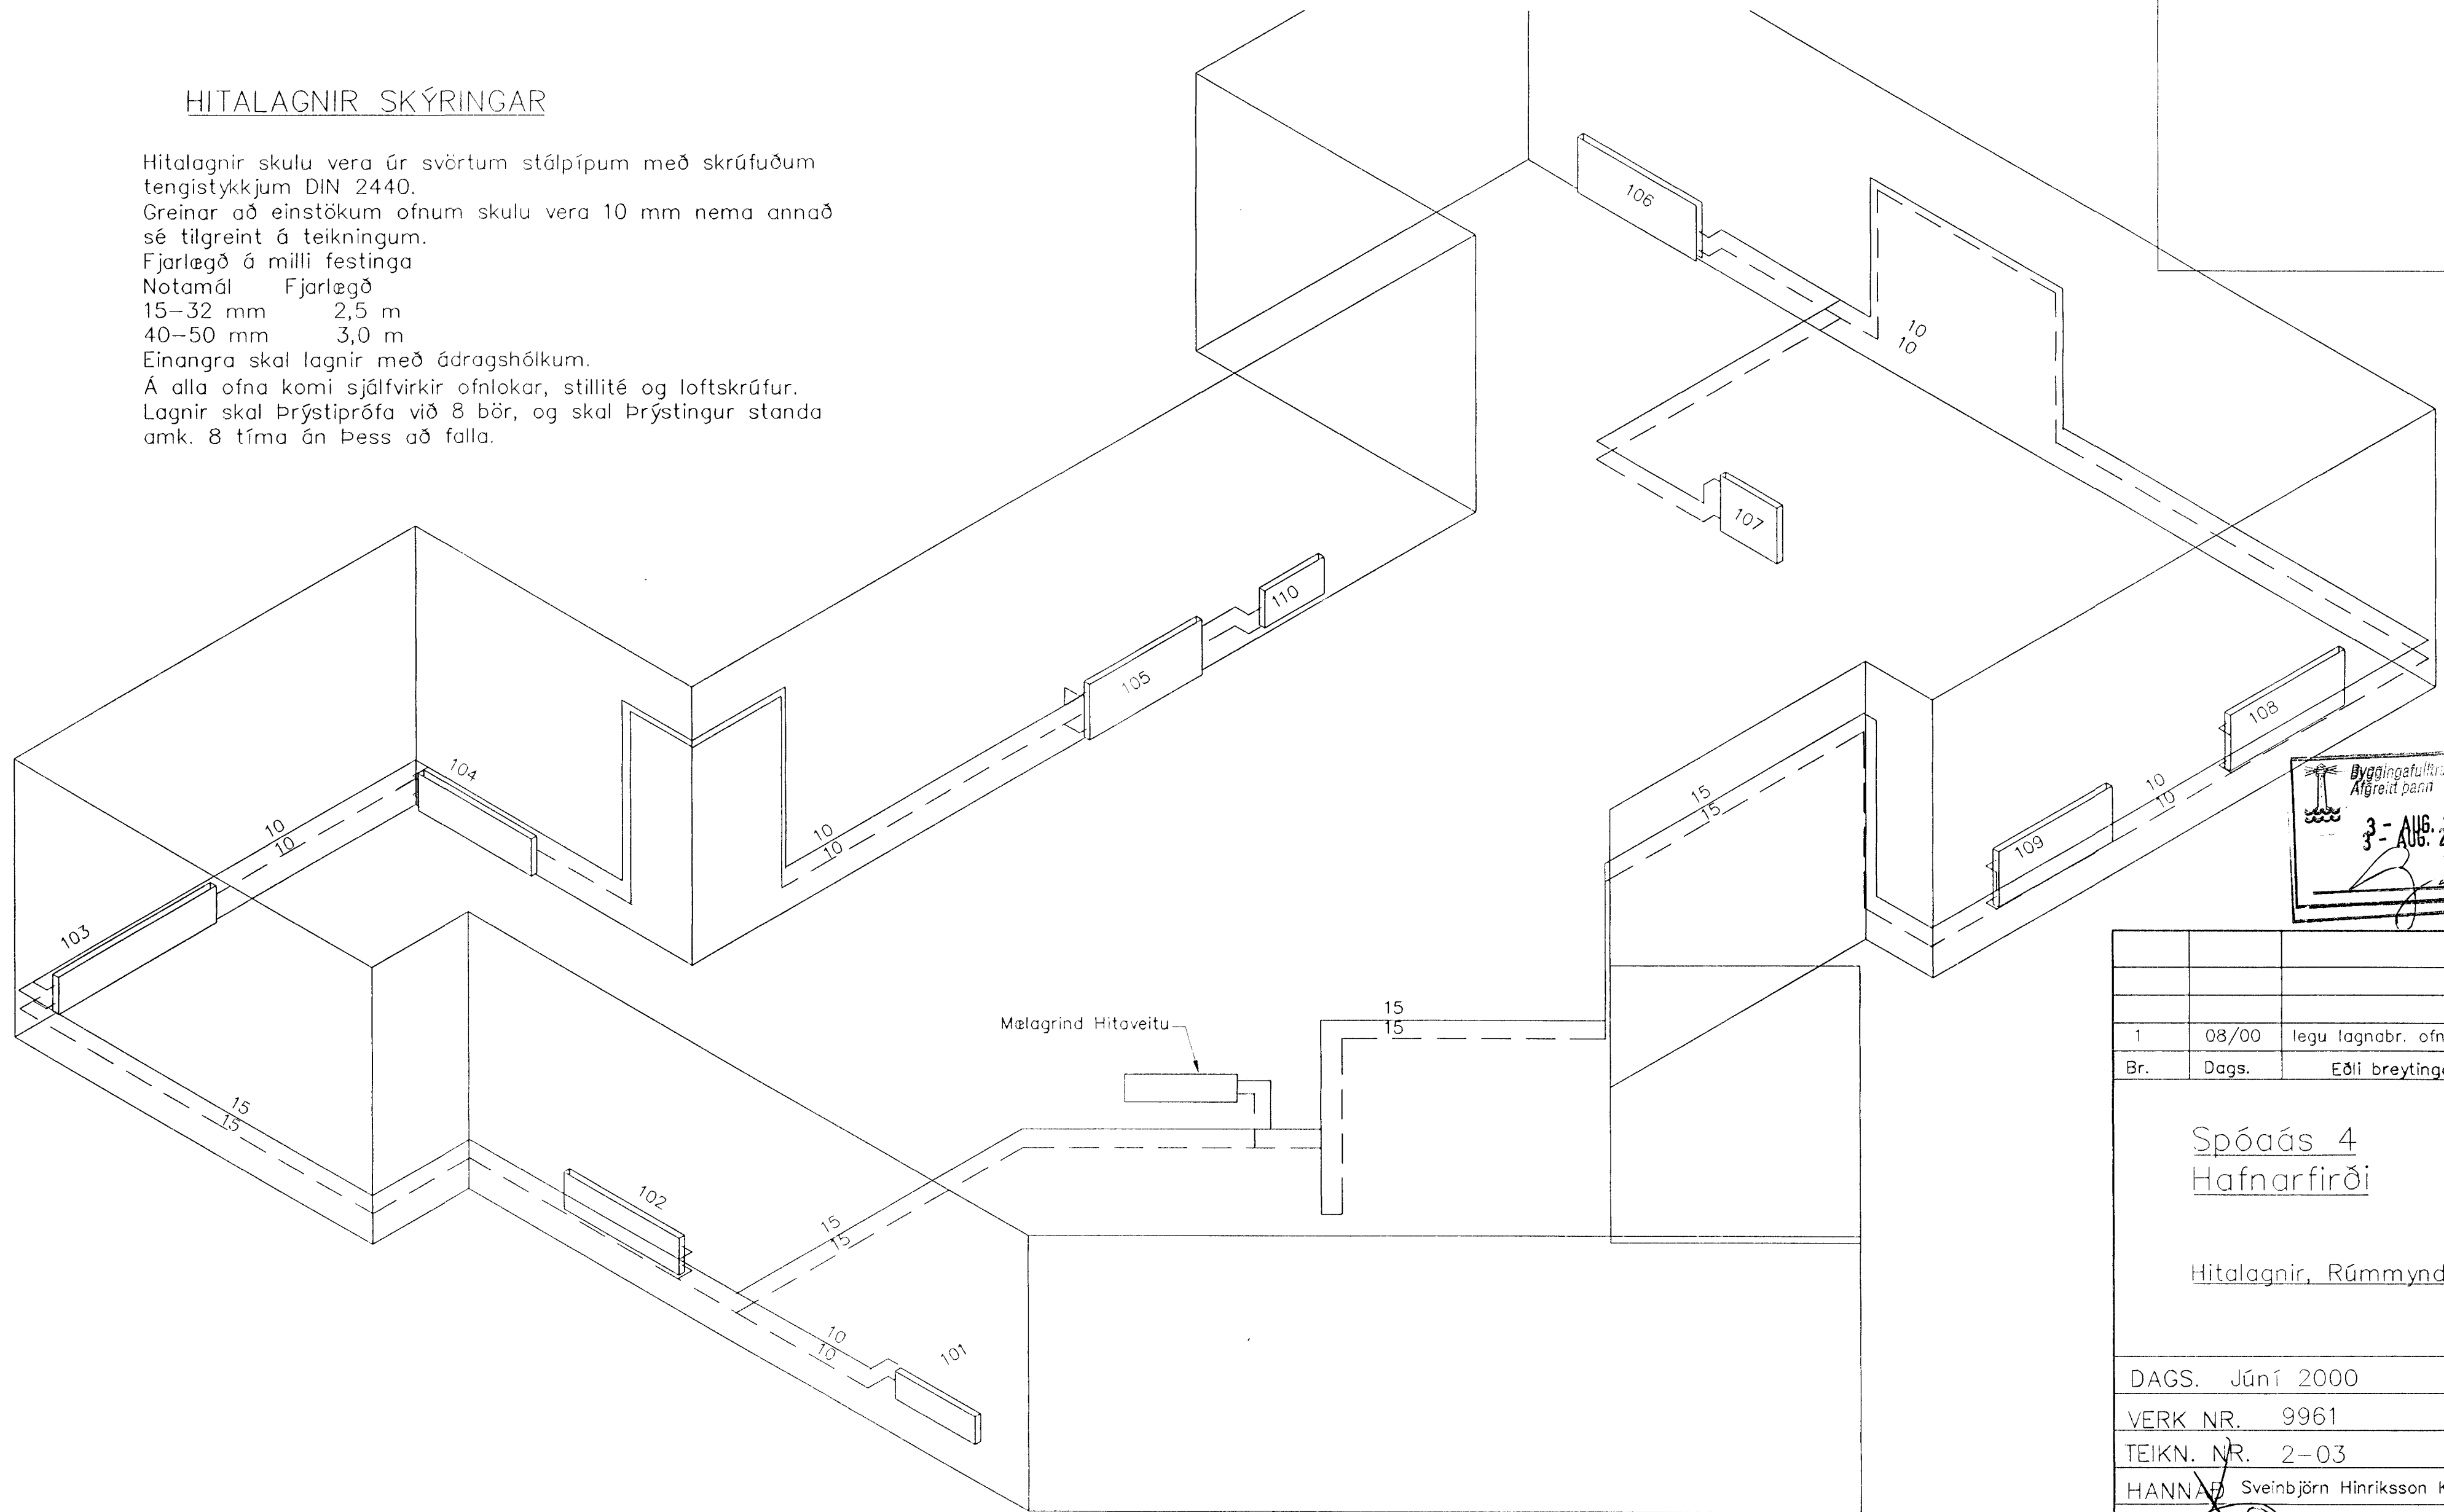 HITALAGNIR SKÝRINGAR
Hitalagnir skulu vera úr svörtum stálpípum með skrúfuðum
tengistykkjum DIN 2440.
Greinar að einstökum ofnum skulu vera 10 mm nema annað
sé tilgreint á teikningum.
Fjarlægð á milli festinga
Notamál Fjarlægð
15-32 mm 2,5 m
40-50 mm 3,0 m
Einangra skal lagnir með ádragshólkum.
Á alla ofna komi sjálfvirkir ofnlokar, stillité og loftskrúfur.
Lagnir skal Þrýstiprófa við 8 bör, og skal Þrýstingur standa
amk. 8 tíma án Þess að falla.
106
10
10
107
110
105
104
10
10
103
10
10
108
10
10
109
15
15
15
15
Mælagrind Hitaveitu
15
15
102
15
15
10
10
101
Afgreitt þann
3 - AUG.
3 - AUG. 2
1 08/00 legu lagnabr. ofn
Br. Dags. Eðli breyting
Spóaás 4
Hafnarfirði
Hitalagnir, Rúmmynd
DAGS. Júní 2000
VERK NR. 9961
TEIKN. NR. 2-03
HANNAÐ Sveinbjörn Hinriksson